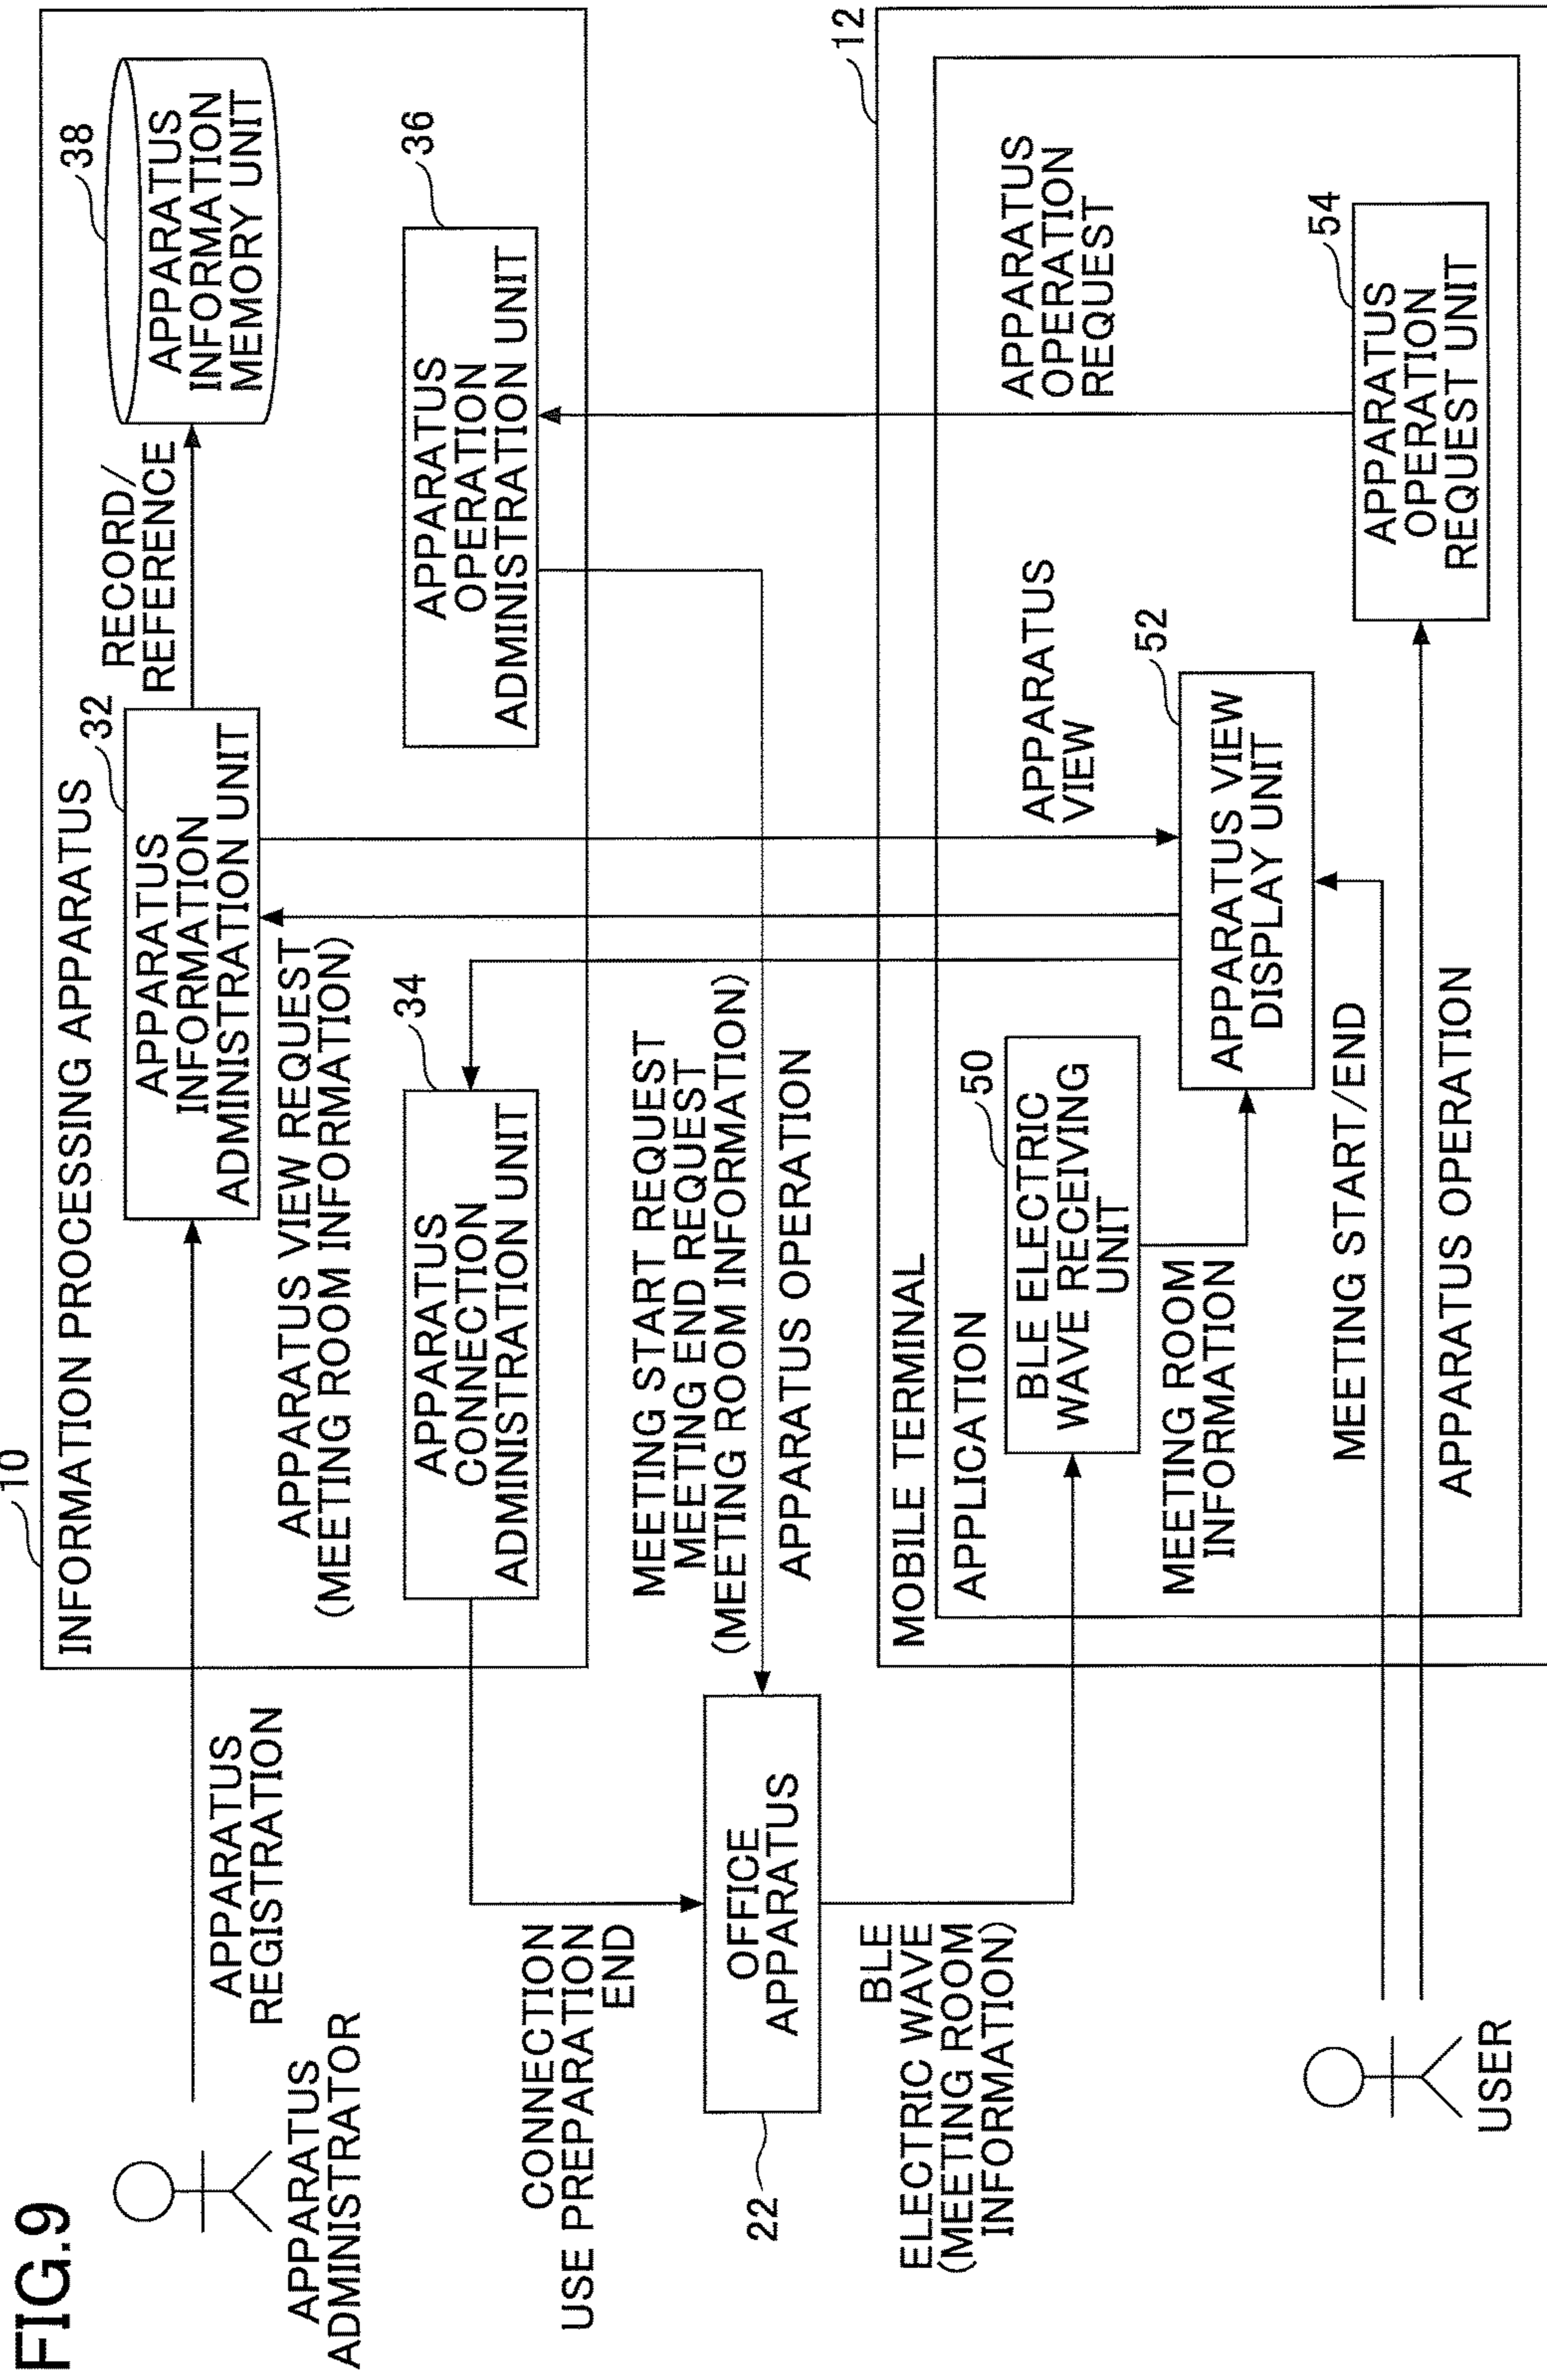 FIG.9
10
INFORMATION PROCESSING APPARATUS
APPARATUS
ADMINISTRATOR
APPARATUS
REGISTRATION
32
APPARATUS
INFORMATION
ADMINISTRATION UNIT
RECORD/
REFERENCE
38
APPARATUS
INFORMATION
MEMORY UNIT
APPARATUS VIEW REQUEST
(MEETING ROOM INFORMATION)
34
APPARATUS
CONNECTION
ADMINISTRATION UNIT
36
APPARATUS
OPERATION
ADMINISTRATION UNIT
CONNECTION
USE PREPARATION
END
MEETING START REQUEST
MEETING END REQUEST
(MEETING ROOM INFORMATION)
APPARATUS OPERATION
22
OFFICE
APPARATUS
BLE
ELECTRIC WAVE
(MEETING ROOM
INFORMATION)
12
MOBILE TERMINAL
APPLICATION
50
BLE ELECTRIC
WAVE RECEIVING
UNIT
MEETING ROOM
INFORMATION
APPARATUS
VIEW
52
APPARATUS VIEW
DISPLAY UNIT
APPARATUS
OPERATION
REQUEST
54
APPARATUS
OPERATION
REQUEST UNIT
MEETING START/END
APPARATUS OPERATION
USER